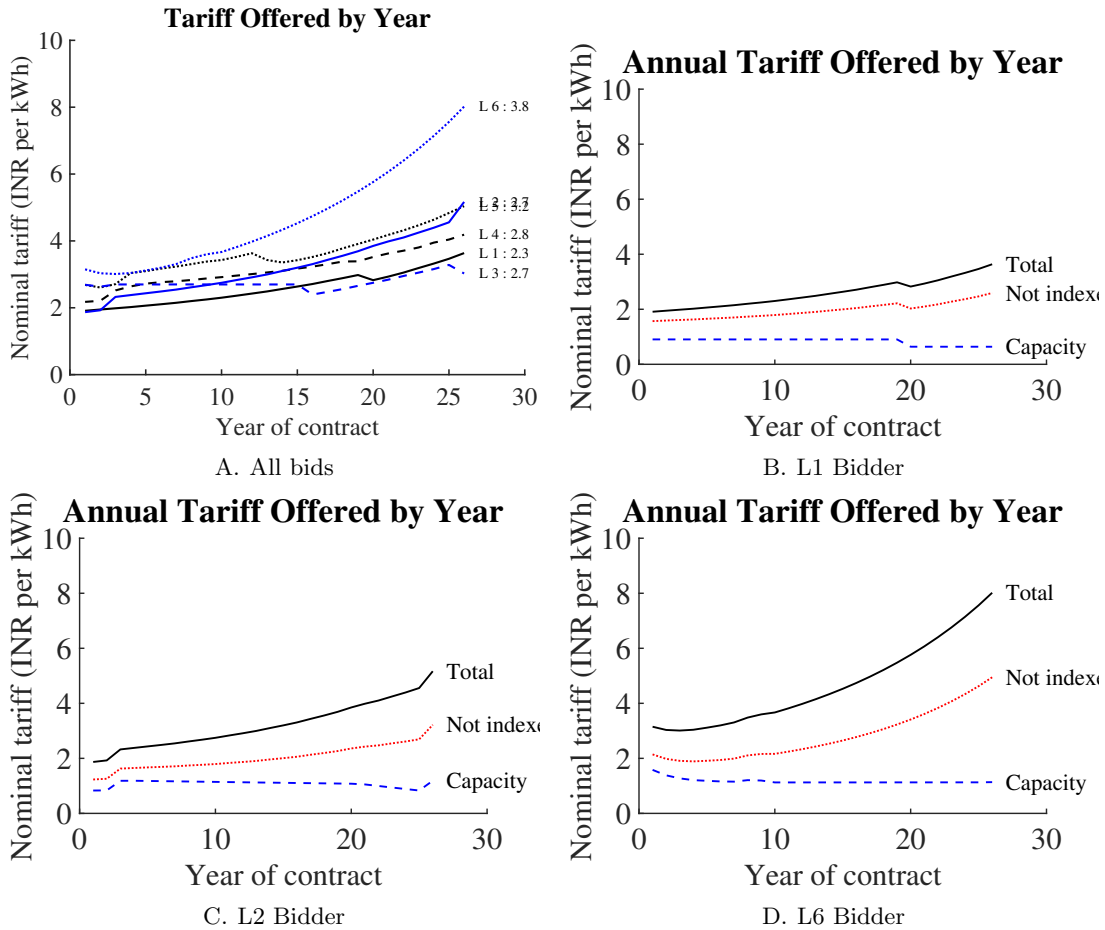 Tariff Offered by Year
Nominal tariff (INR per kWh)
10
8
6
4
2
0
0 5 10 15 20 25 30
L 6 : 3.8
L 2 : 2.7
L 5 : 3.2
L 4 : 2.8
L 1 : 2.3
L 3 : 2.7
Year of contract
A. All bids
Annual Tariff Offered by Year
Nominal tariff (INR per kWh)
10
8
6
4
2
0
0 10 20 30
Total
Not indexe
Capacity
Year of contract
B. L1 Bidder
Annual Tariff Offered by Year
Nominal tariff (INR per kWh)
10
8
6
4
2
0
0 10 20 30
Total
Not indexe
Capacity
Year of contract
C. L2 Bidder
Annual Tariff Offered by Year
Nominal tariff (INR per kWh)
10
8
6
4
2
0
0 10 20 30
Total
Not indexe
Capacity
Year of contract
D. L6 Bidder